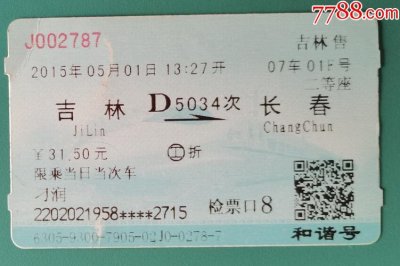 7788.com
J002787
吉林售
2015年05月01日13:27开
07车01F号
二等座
吉林 D5034次 长春
JiLin ChangChun
¥31.50元
折
限乘当日当次车
刁润
2202021958****2715
检票口8
和谐号
6305-9300-7905-02J0-0278-7